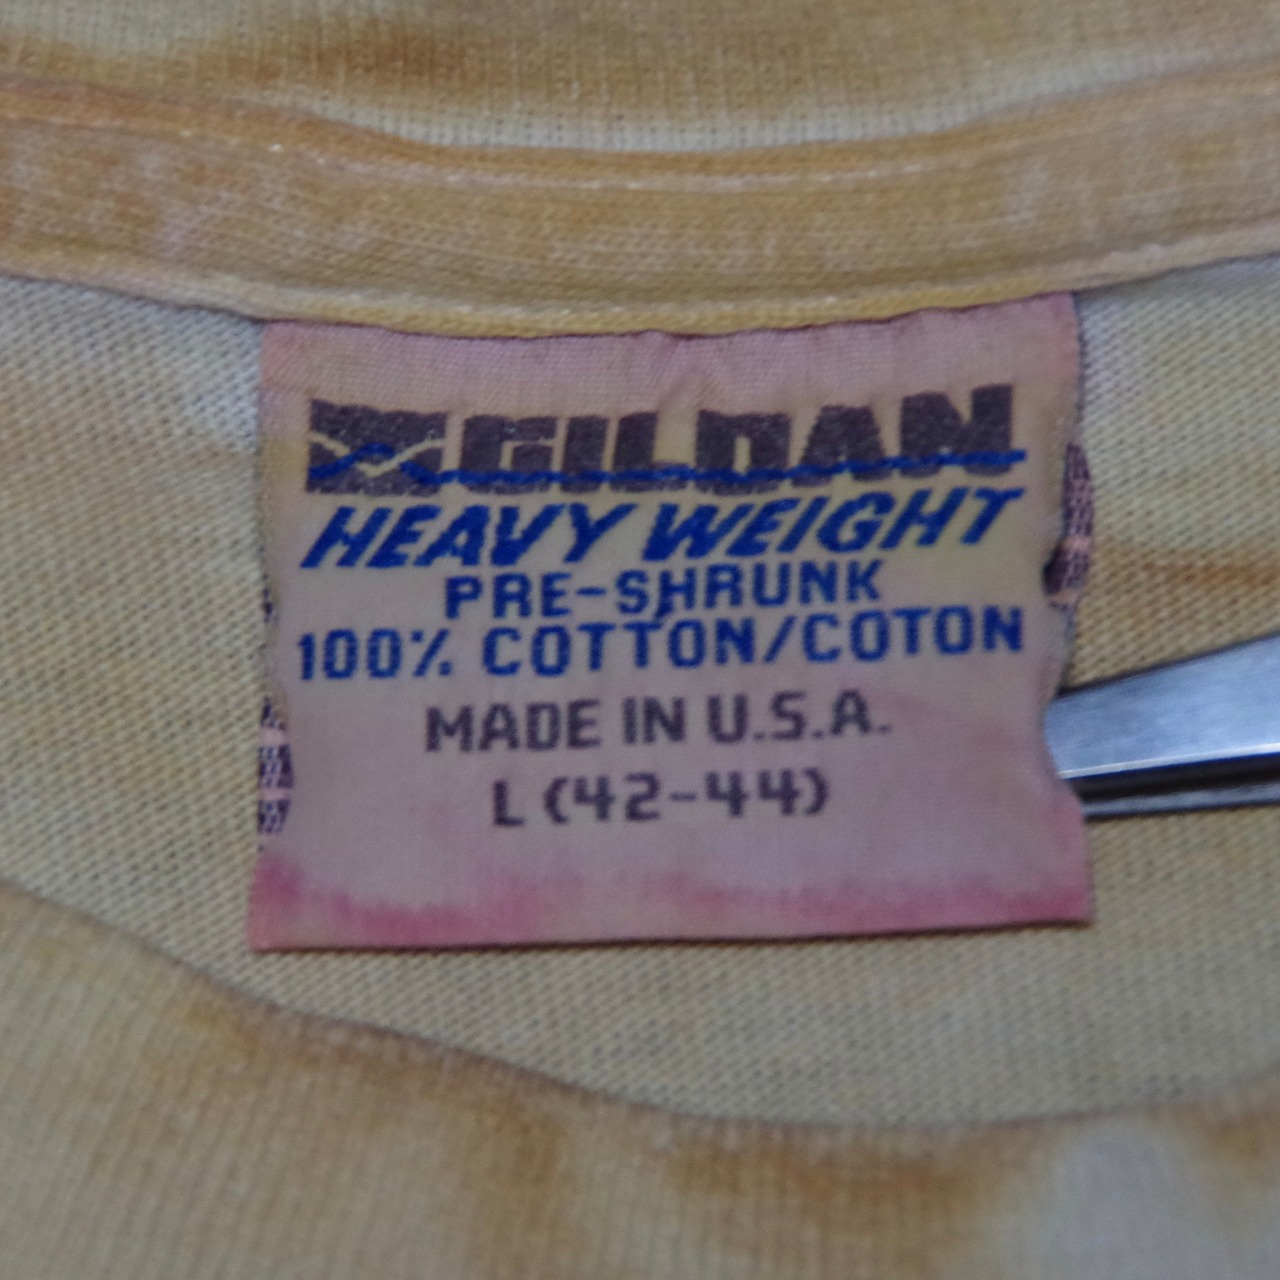 GILDAN
HEAVY WEIGHT
PRE-SHRUNK
100% COTTON/COTON
MADE IN U.S.A.
L (42-44)